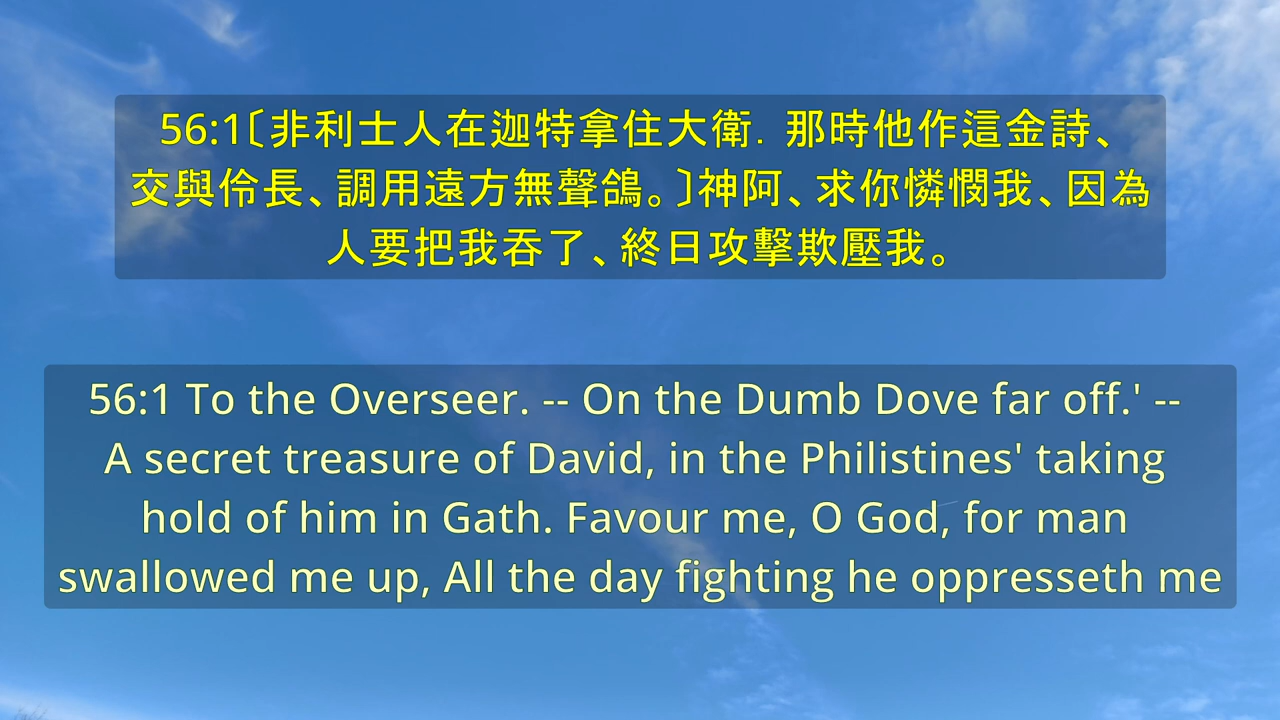 56:1〔非利士人在迦特拿住大衛．那時他作這金詩、
交與伶長、調用遠方無聲鴿。〕神阿、求你憐憫我、因為
人要把我吞了、終日攻擊欺壓我。
56:1 To the Overseer. -- On the Dumb Dove far off.' --
A secret treasure of David, in the Philistines' taking
hold of him in Gath. Favour me, O God, for man
swallowed me up, All the day fighting he oppresseth me